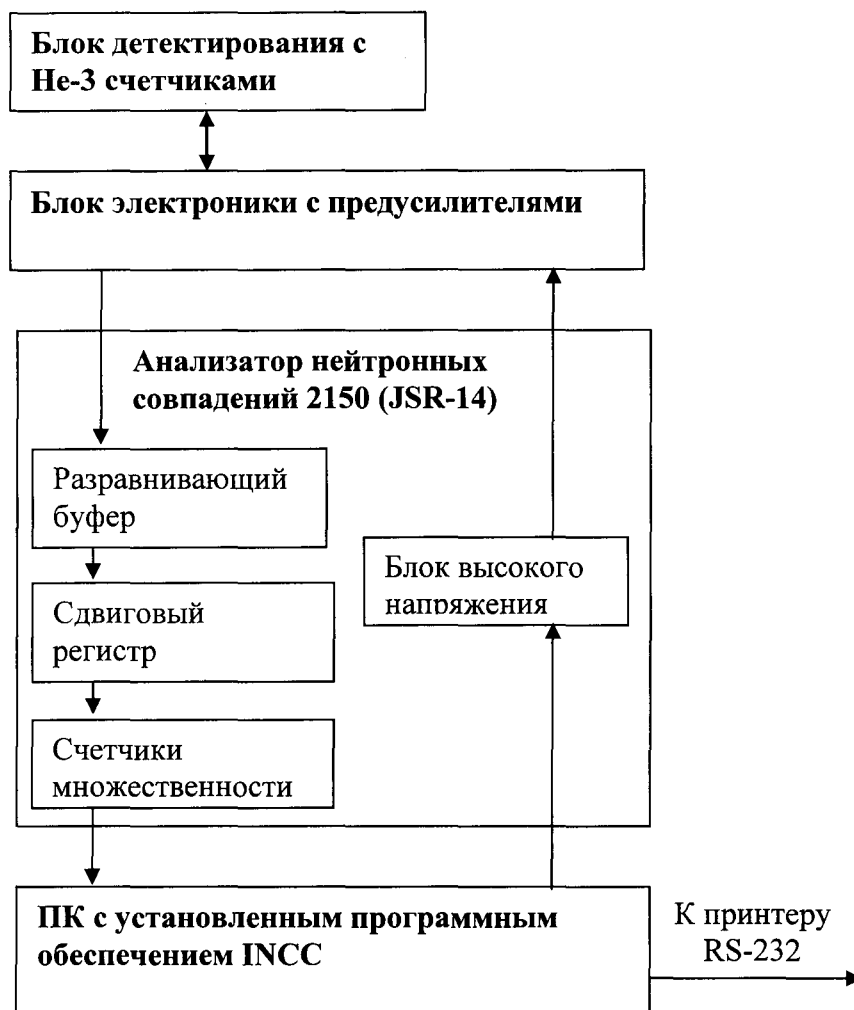 Блок детектирования с
Не-3 счетчиками
Блок электроники с предусилителями
Анализатор нейтронных
совпадений 2150 (JSR-14)
Разравнивающий
буфер
Сдвиговый
регистр
Счетчики
множественности
Блок высокого
напряжения
ПК с установленным программным
обеспечением INCC
К принтеру
RS-232